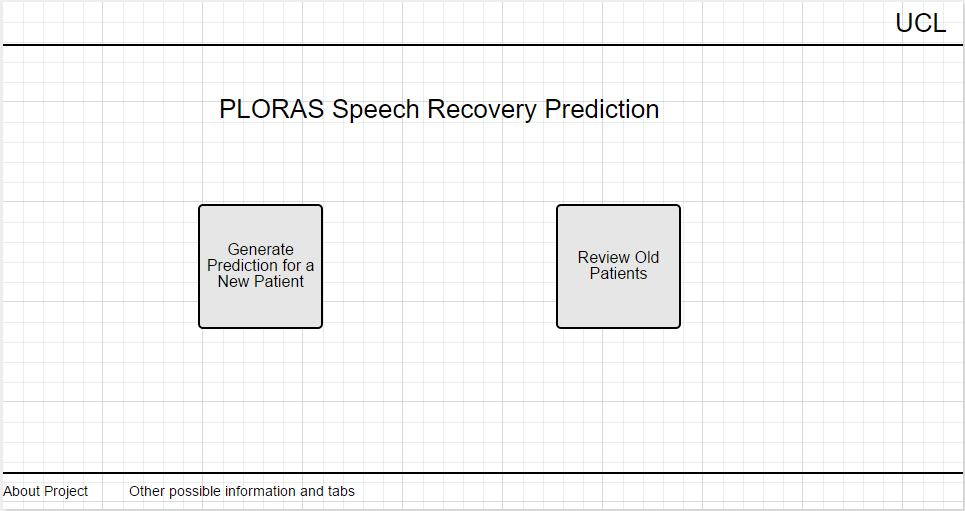 UCL
PLORAS Speech Recovery Prediction
Generate
Prediction for a
New Patient
Review Old
Patients
About Project
Other possible information and tabs